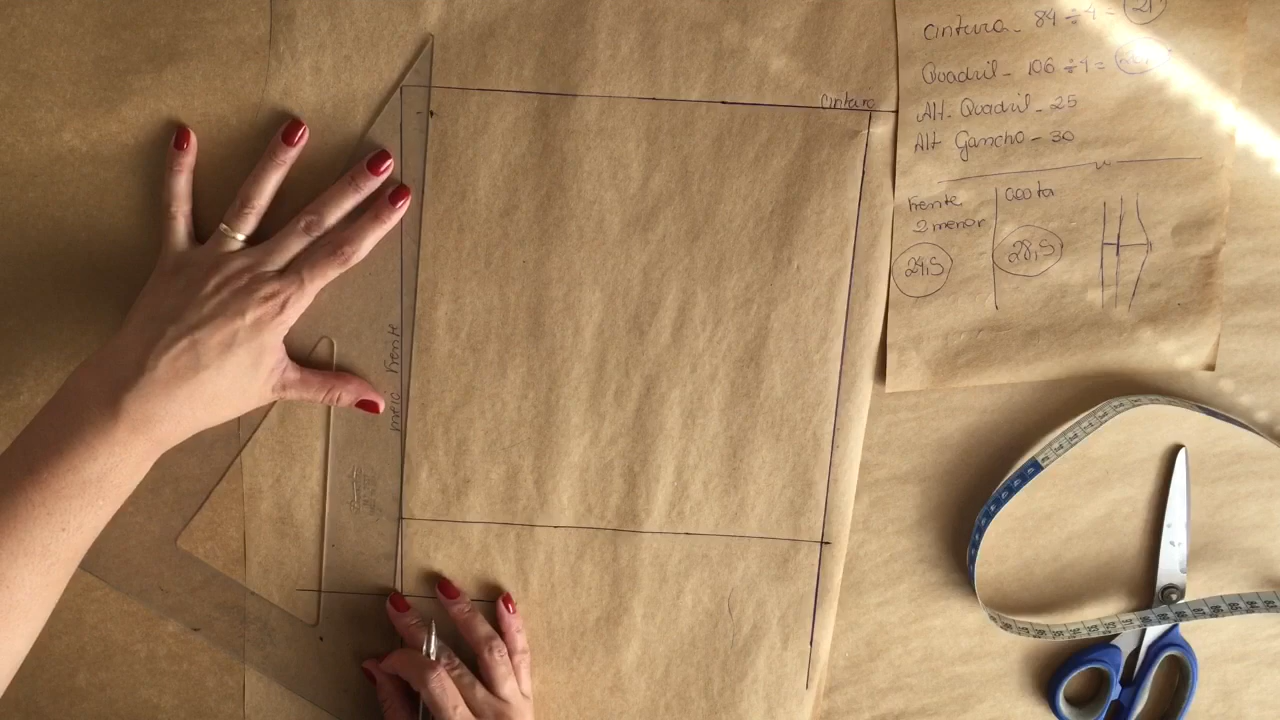 cintura - 84 ÷ 4 = 21
Quadril - 106 ÷ 4 =
Alt. Quadril - 25
Alt Gancho - 30
Frente
2 menor
24,5
costa
28,5
cintura
meio Frente